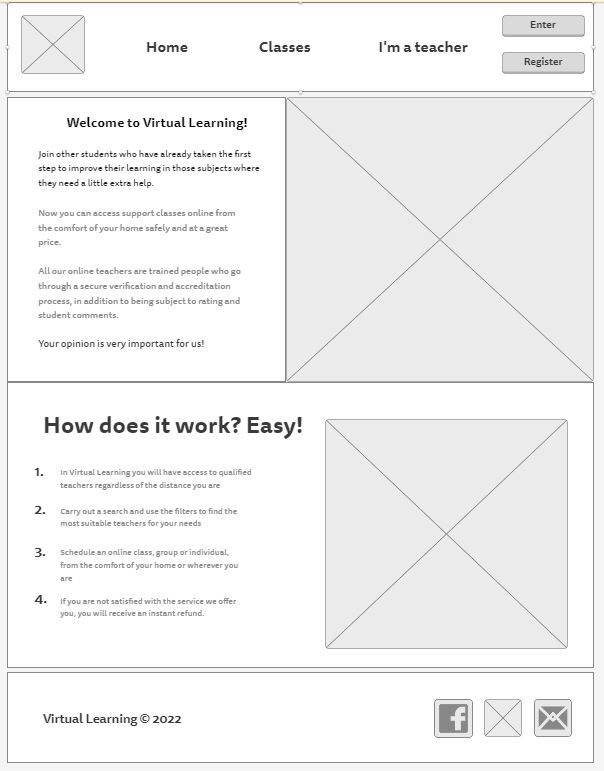 Home
Classes
I'm a teacher
Enter
Register
Welcome to Virtual Learning!
Join other students who have already taken the first
step to improve their learning in those subjects where
they need a little extra help.
Now you can access support classes online from
the comfort of your home safely and at a great
price.
All our online teachers are trained people who go
through a secure verification and accreditation
process, in addition to being subject to rating and
student comments.
Your opinion is very important for us!
How does it work? Easy!
1. In Virtual Learning you will have access to qualified
teachers regardless of the distance you are
2. Carry out a search and use the filters to find the
most suitable teachers for your needs
3. Schedule an online class, group or individual,
from the comfort of your home or wherever you
are
4. If you are not satisfied with the service we offer
you, you will receive an instant refund.
Virtual Learning © 2022